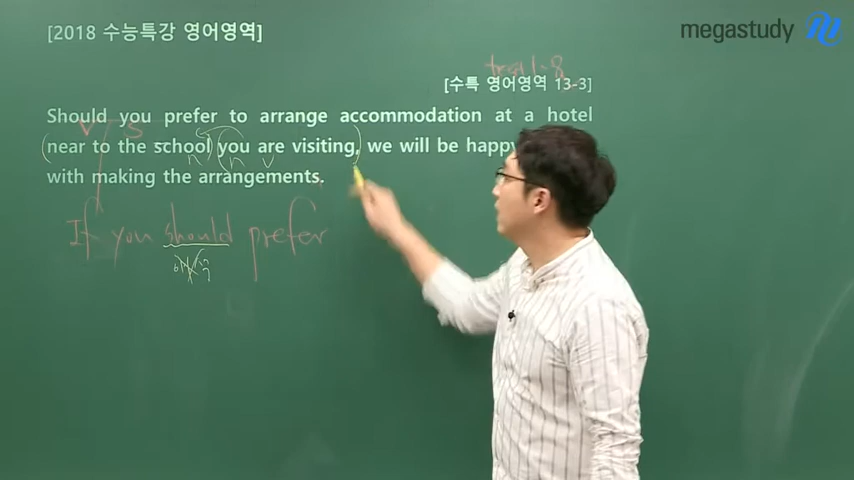 [2018 수능특강 영어영역]
megastudy
[수특 영어영역 13-3]
Should you prefer to arrange accommodation at a hotel
V S
near to the school you are visiting, we will be happy
n n v
with making the arrangements.
If you should prefer